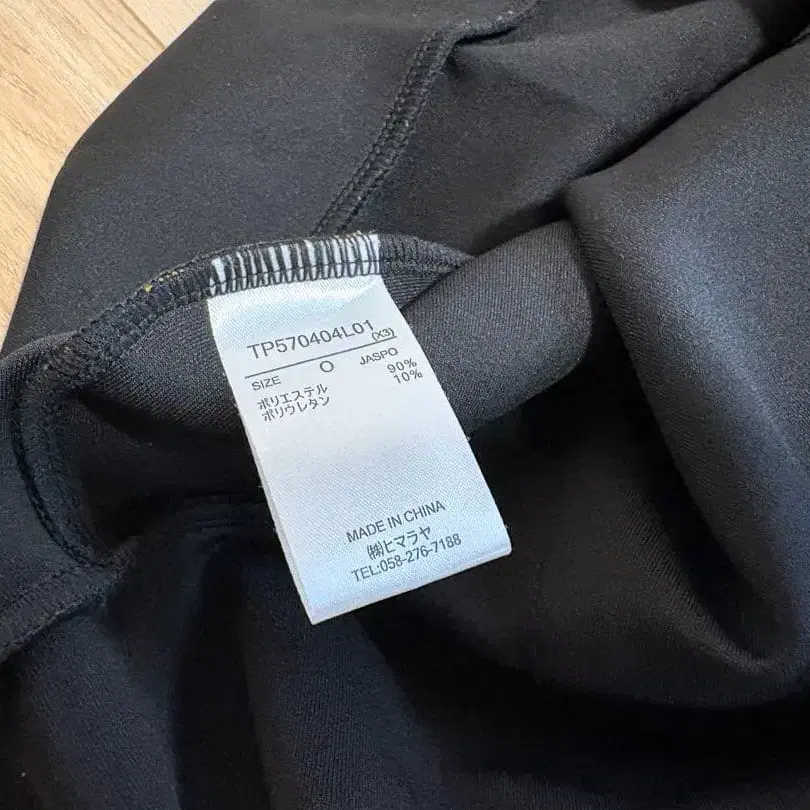 TP570404L01
(X3)
SIZE O JASPO
ポリエステル 90%
ポリウレタン 10%
MADE IN CHINA
㈱ヒマラヤ
TEL:058-276-7188